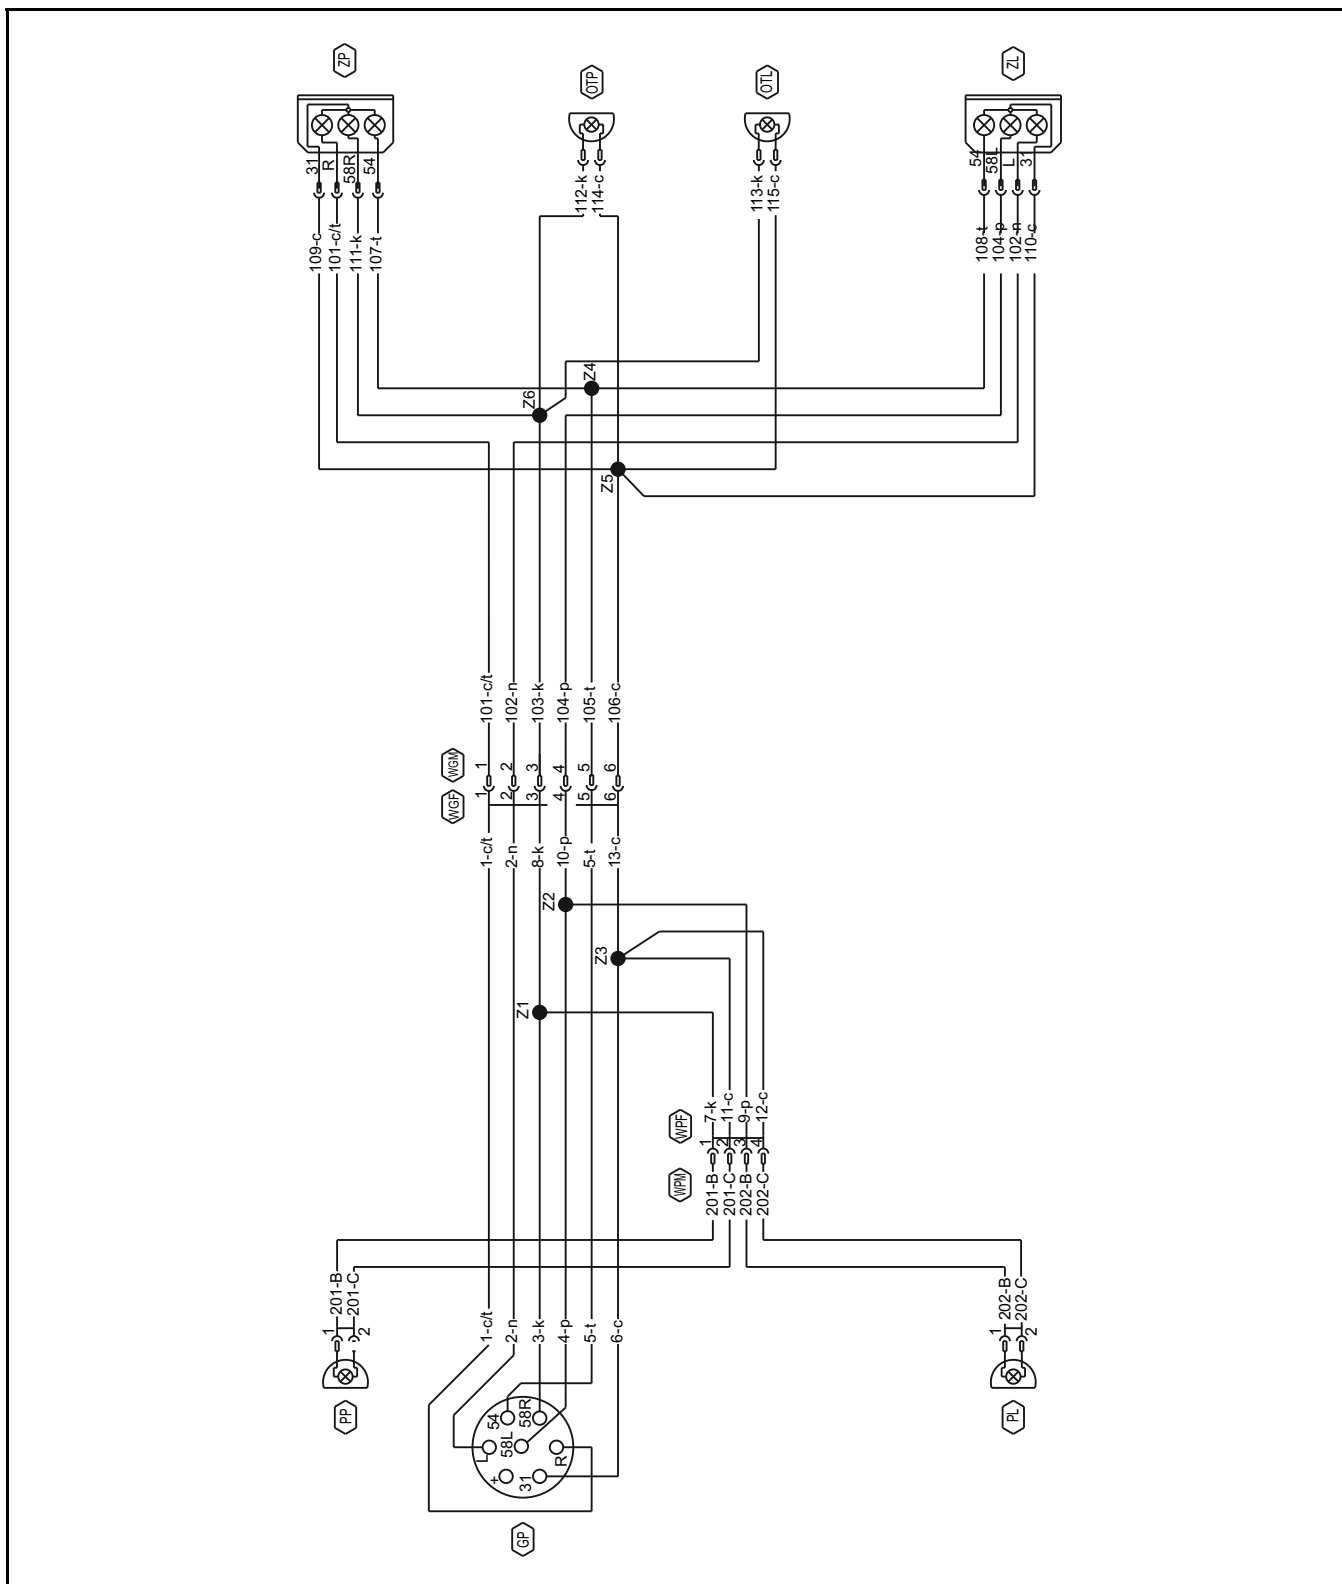 ZP
OTP
OTL
ZL
31
R
58R
54
54
58L
L
31
112-k
114-c
113-k
115-c
109-c
101-c/t
111-k
107-t
108-t
104-p
102-n
110-c
Z4
Z6
Z5
101-c/t
102-n
103-k
104-p
105-t
106-c
WGM
1
2
3
4
5
6
WGF
1
2
3
4
5
6
1-c/t
2-n
8-k
10-p
5-t
13-c
Z2
Z3
Z1
7-k
11-c
9-p
12-c
WPF
1
2
3
4
WPM
201-B
201-C
202-B
202-C
201-B
201-C
1
2
PP
202-B
202-C
1
2
PL
1-c/t
2-n
3-k
4-p
5-t
6-c
54
58R
L
58L
R
+
31
GP